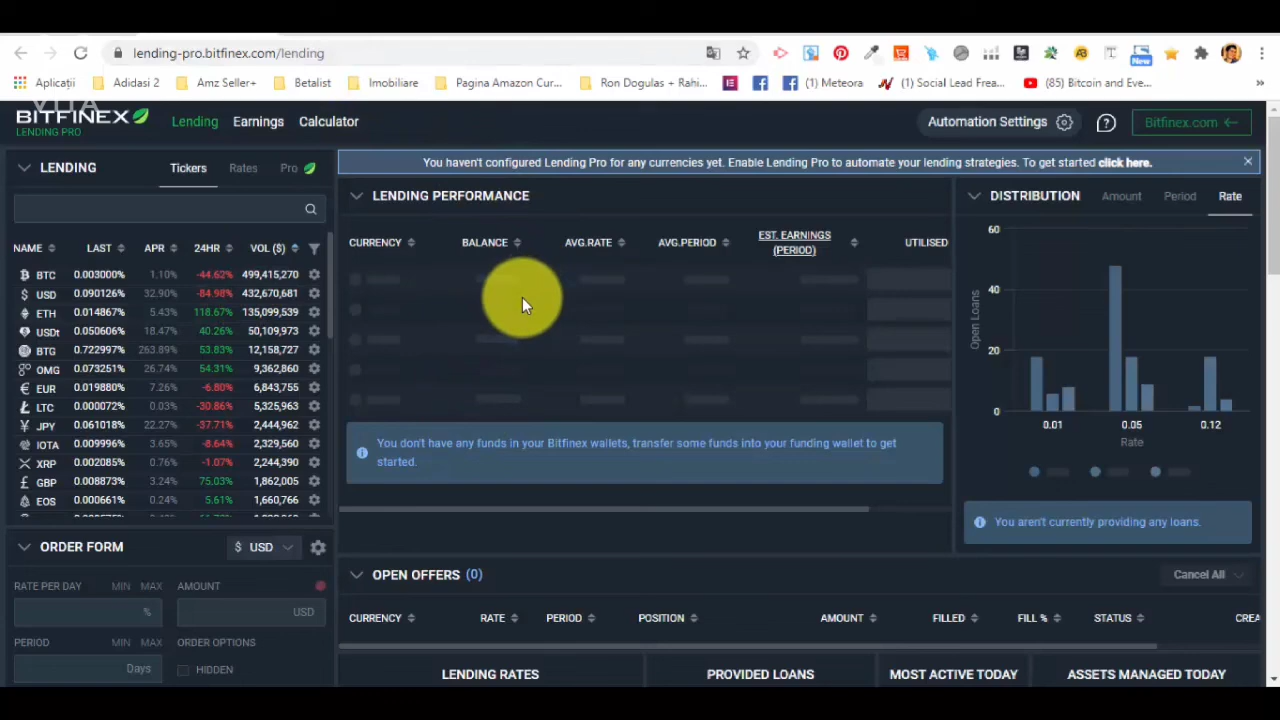 lending-pro.bitfinex.com/lending
New
Aplicații
Adidasi 2
Amz Seller+
Betalist
Imobiliare
Pagina Amazon Cur...
Ron Dogulas + Rahi...
(1) Meteora
(1) Social Lead Frea...
(85) Bitcoin and Eve...
»
VITA
BITFINEX
LENDING PRO
Lending
Earnings
Calculator
Automation Settings
Bitfinex.com ←
LENDING
Tickers
Rates
Pro
You haven't configured Lending Pro for any currencies yet. Enable Lending Pro to automate your lending strategies. To get started click here.
NAME LAST APR 24HR VOL ($)
BTC 0.003000% 1.10% -44.62% 499,415,270
$ USD 0.090126% 32.90% -84.98% 432,670,681
ETH 0.014867% 5.43% 118.67% 135,099,539
USDt 0.050606% 18.47% 40.26% 50,109,973
BTG 0.722997% 263.89% 53.83% 12,158,727
OMG 0.073251% 26.74% 54.31% 9,362,860
€ EUR 0.019880% 7.26% -6.80% 6,843,755
LTC 0.000072% 0.03% -30.86% 5,325,963
JPY 0.061018% 22.27% -37.71% 2,444,962
IOTA 0.009996% 3.65% -8.64% 2,329,560
XRP 0.002085% 0.76% -1.07% 2,244,390
£ GBP 0.008873% 3.24% 75.03% 1,862,005
EOS 0.000661% 0.24% 5.61% 1,660,766
LENDING PERFORMANCE
CURRENCY BALANCE AVG.RATE AVG.PERIOD EST. EARNINGS (PERIOD) UTILISED
You don't have any funds in your Bitfinex wallets, transfer some funds into your funding wallet to get
started.
DISTRIBUTION
Amount
Period
Rate
60
40
20
0
Open Loans
0.01 0.05 0.12
Rate
You aren't currently providing any loans.
ORDER FORM
$ USD
RATE PER DAY MIN MAX AMOUNT
%
USD
PERIOD MIN MAX ORDER OPTIONS
Days
HIDDEN
OPEN OFFERS (0)
Cancel All
CURRENCY RATE PERIOD POSITION AMOUNT FILLED FILL % STATUS CREA
LENDING RATES
PROVIDED LOANS
MOST ACTIVE TODAY
ASSETS MANAGED TODAY